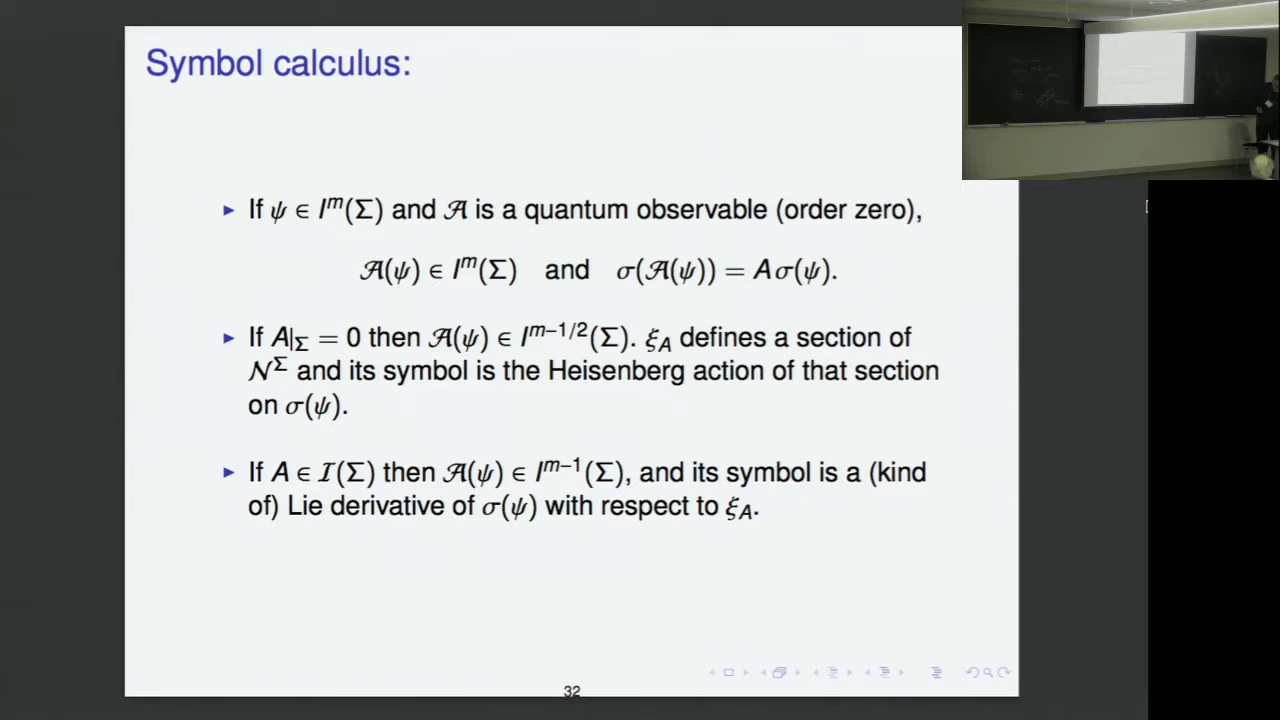 Symbol calculus:
▸ If ψ ∈ I^m(Σ) and 𝒜 is a quantum observable (order zero),
𝒜(ψ) ∈ I^m(Σ) and σ(𝒜(ψ)) = Aσ(ψ).
▸ If A|_Σ = 0 then 𝒜(ψ) ∈ I^{m−1/2}(Σ). ξ_A defines a section of
𝒩^Σ and its symbol is the Heisenberg action of that section
on σ(ψ).
▸ If A ∈ ℐ(Σ) then 𝒜(ψ) ∈ I^{m−1}(Σ), and its symbol is a (kind
of) Lie derivative of σ(ψ) with respect to ξ_A.
32